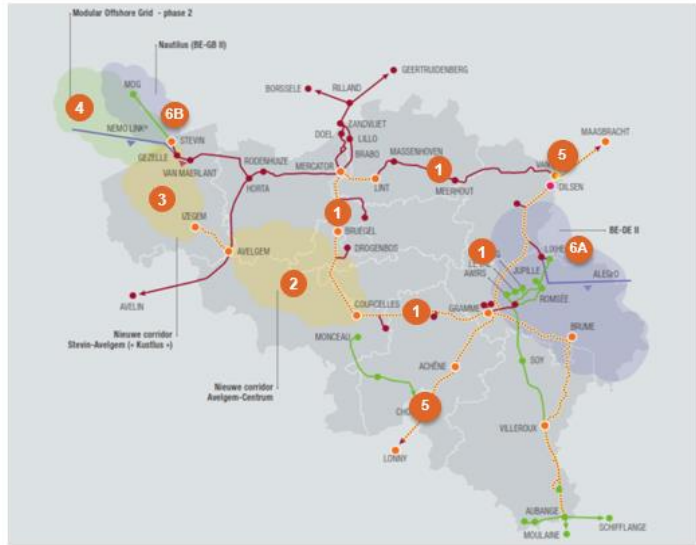 Modular Offshore Grid - phase 2
Nautilus (BE-GB II)
GEERTRUIDENBERG
BORSSELE
RILLAND
MOG
4
6B
ZANDVLIET
DOEL
LILLO
NEMO LINK®
STEVIN
BRABO
MAASBRACHT
GEZELLE
MASSENHOVEN
5
VAN MAERLANT
RODENHUIZE
MERCATOR
1
VAN
HORTA
LINT
MEERHOUT
DILSEN
3
IZEGEM
1
BRUEGEL
BE-DE II
AVELGEM
DROGENBOS
1
LIXHE
6A
2
JUPILLE
ALEGrO
AWIRS
AVELIN
COURCELLES
1
GRAMME
ROMSÉE
Nieuwe corridor
Stevin-Avelgem (« Kustlus »)
MONCEAU
BRUME
ACHÊNE
SOY
Nieuwe corridor
Avelgem-Centrum
5
CHO
VILLEROUX
LONNY
AUBANGE
SCHIFFLANGE
MOULAINE